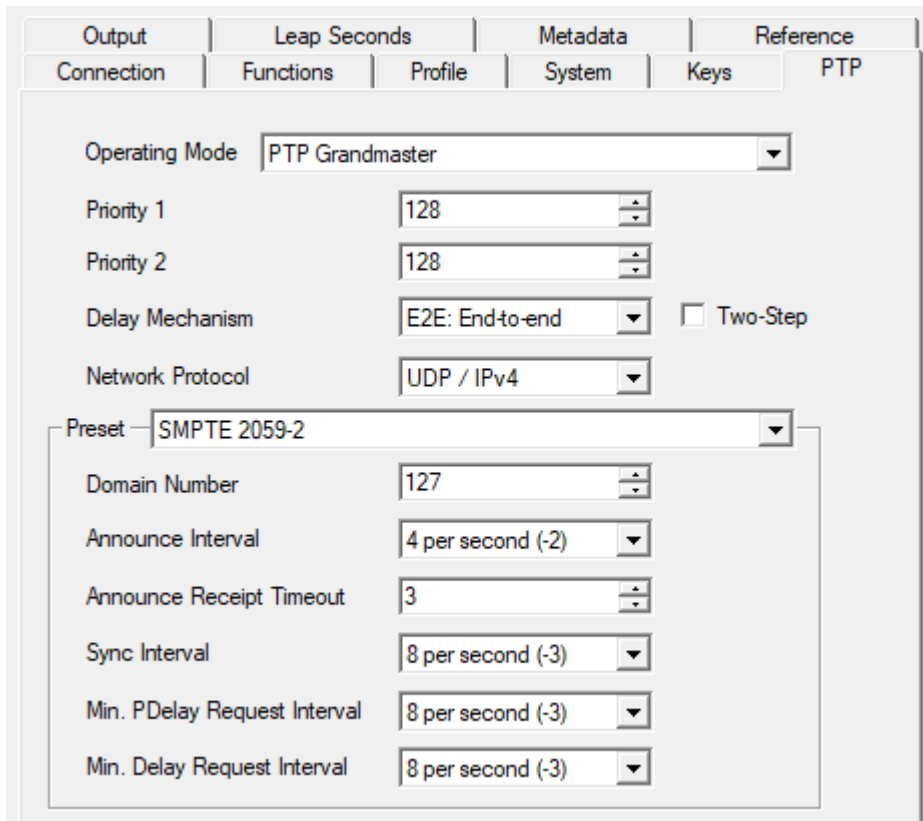 Output Leap Seconds Metadata Reference
Connection Functions Profile System Keys PTP
Operating Mode PTP Grandmaster
Priority 1 128
Priority 2 128
Delay Mechanism E2E: End-to-end Two-Step
Network Protocol UDP / IPv4
Preset SMPTE 2059-2
Domain Number 127
Announce Interval 4 per second (-2)
Announce Receipt Timeout 3
Sync Interval 8 per second (-3)
Min. PDelay Request Interval 8 per second (-3)
Min. Delay Request Interval 8 per second (-3)